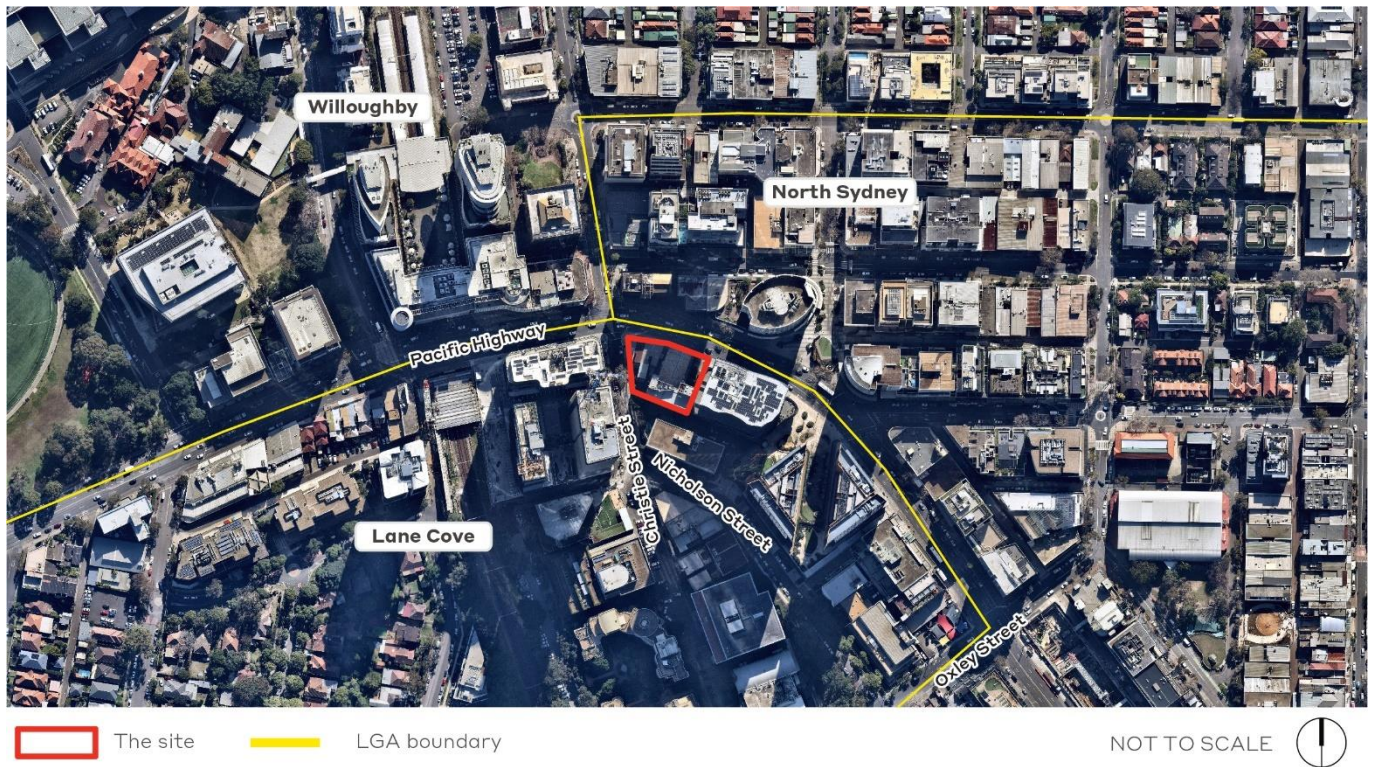 Willoughby
North Sydney
Pacific Highway
Christie Street
Nicholson Street
Lane Cove
Oxley Street
The site
LGA boundary
NOT TO SCALE